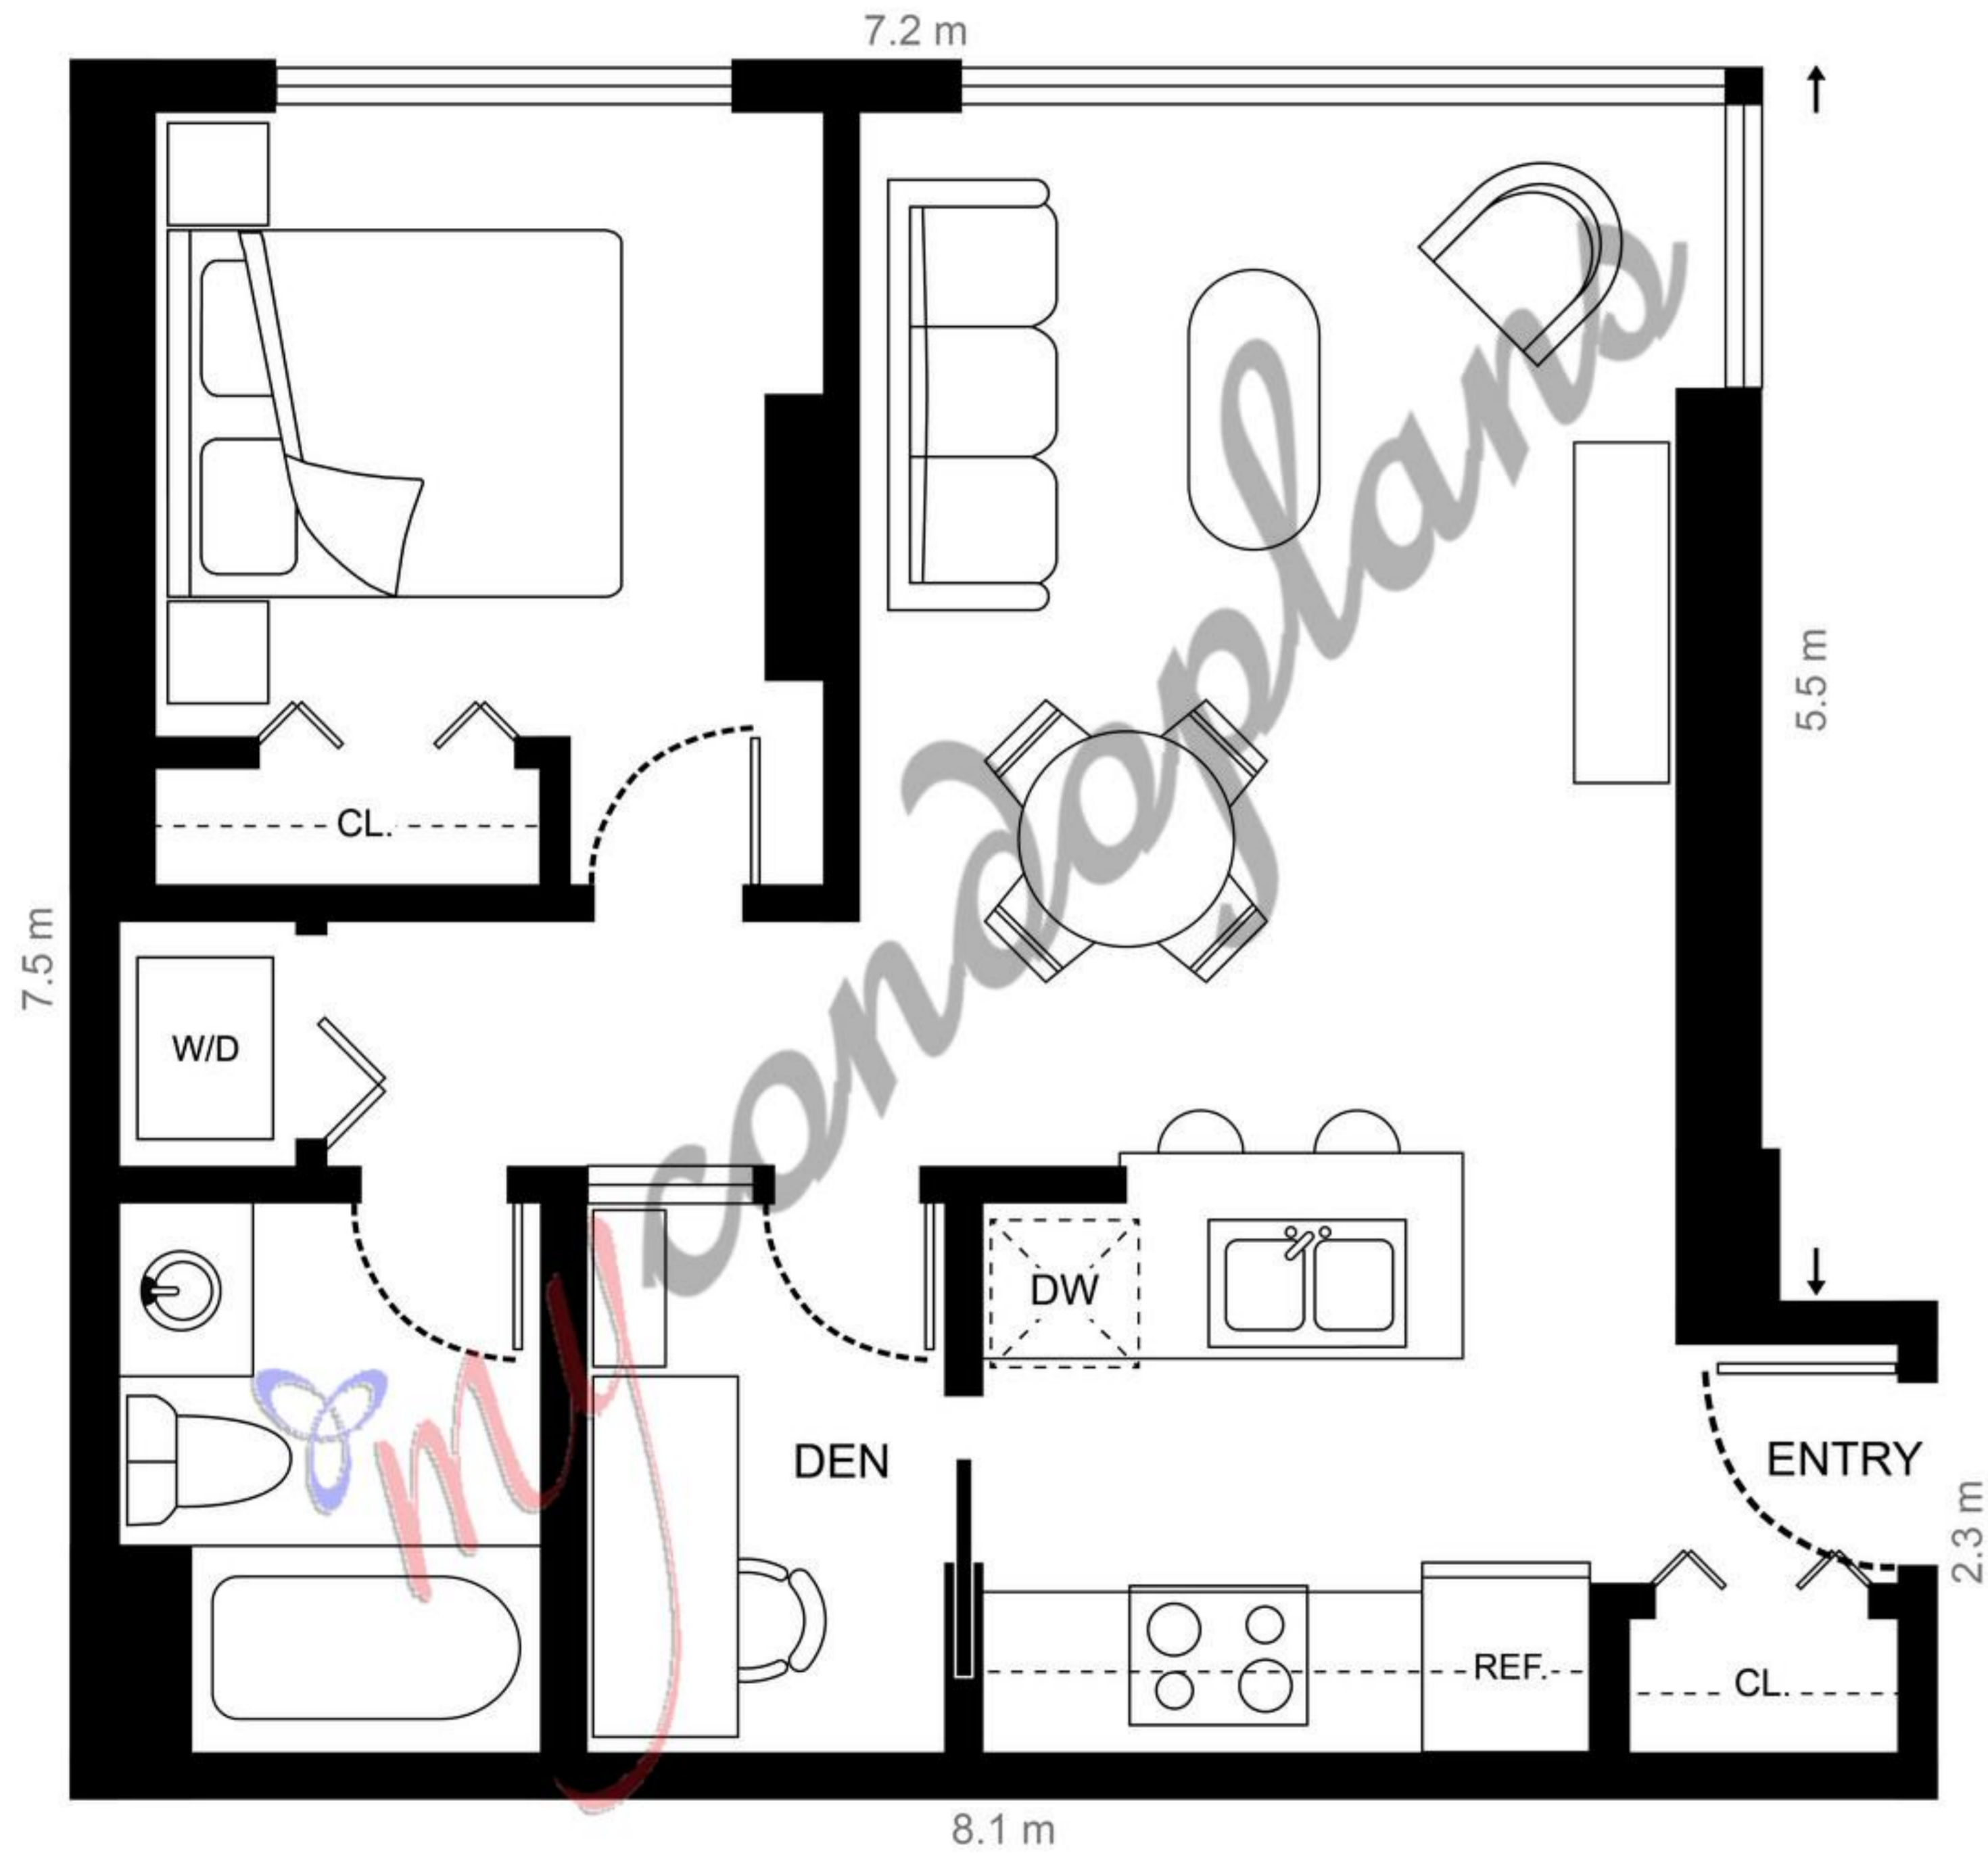 7.2 m
5.5 m
CL.
7.5 m
W/D
DW
DEN
ENTRY
2.3 m
REF.
CL.
8.1 m
mycondoplans